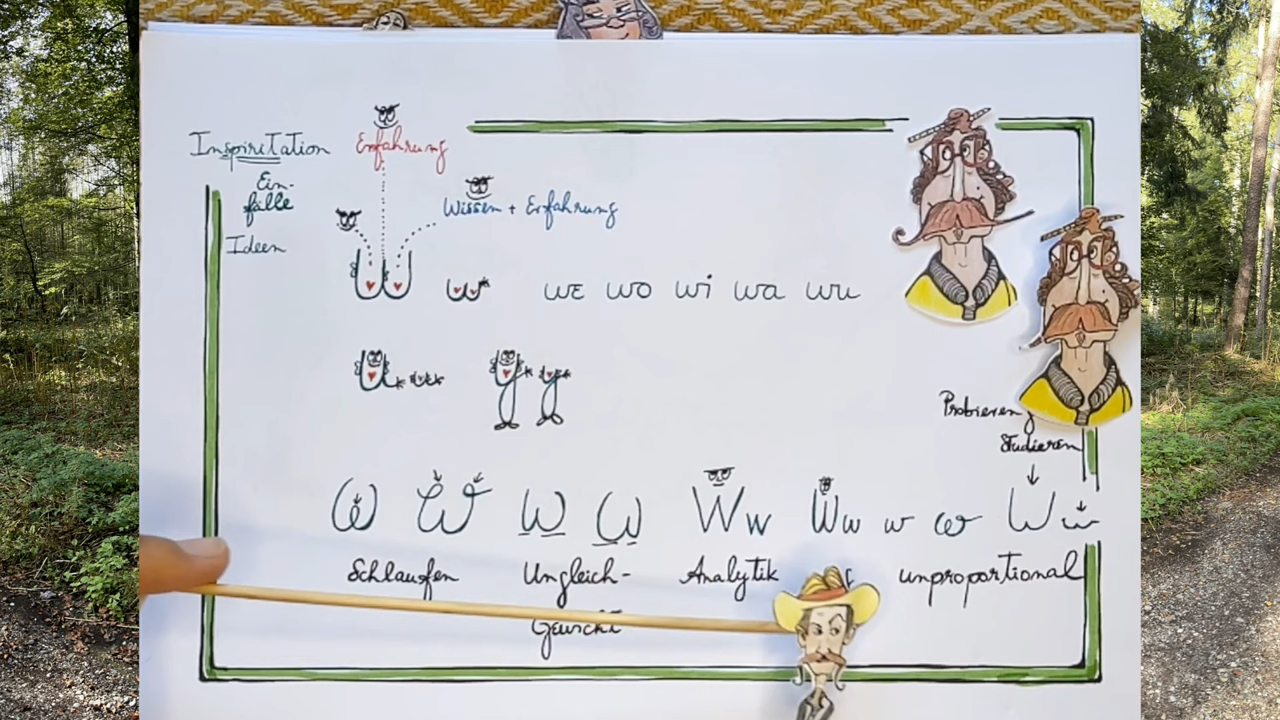 Inspiritation
Erfahrung
Ein-
fälle
Wissen + Erfahrung
Ideen
W w we wo wi wa wu
Probieren
Studieren
W W W W W w W w w w W w
Schlaufen Ungleich- Analytik unproportional
Gewicht